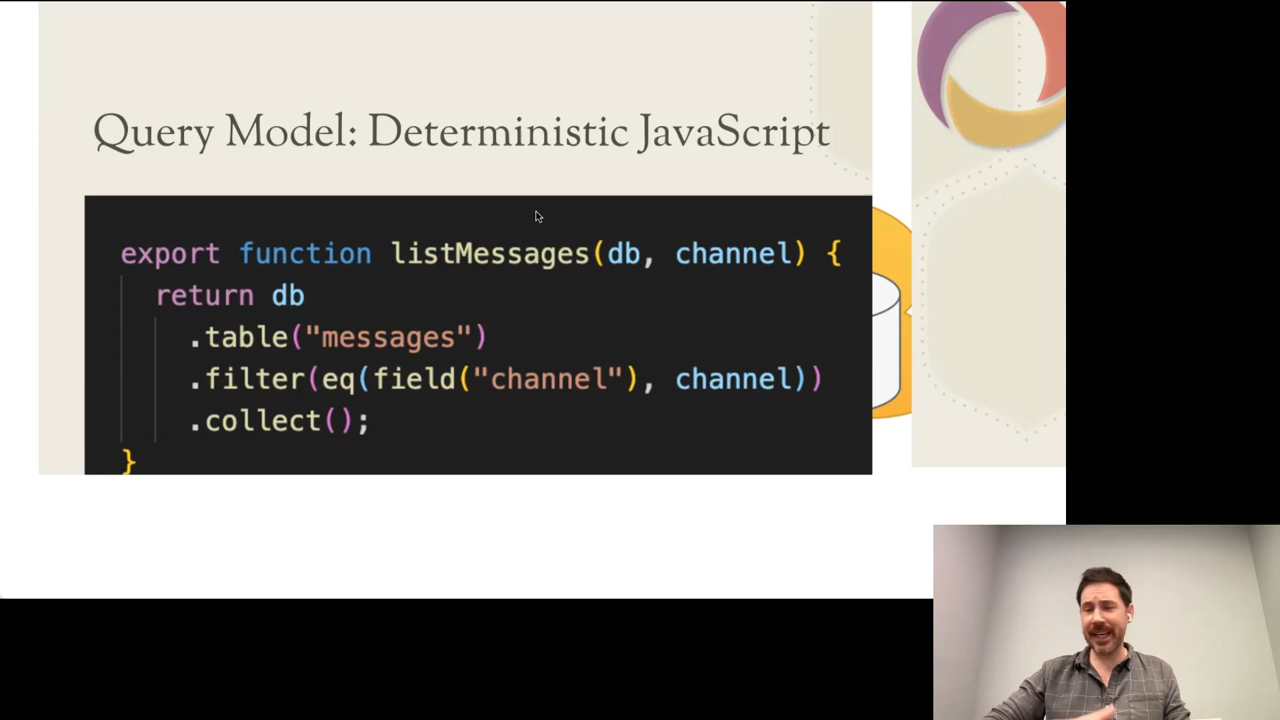 Query Model: Deterministic JavaScript
export function listMessages(db, channel) {
return db
.table("messages")
.filter(eq(field("channel"), channel))
.collect();
}